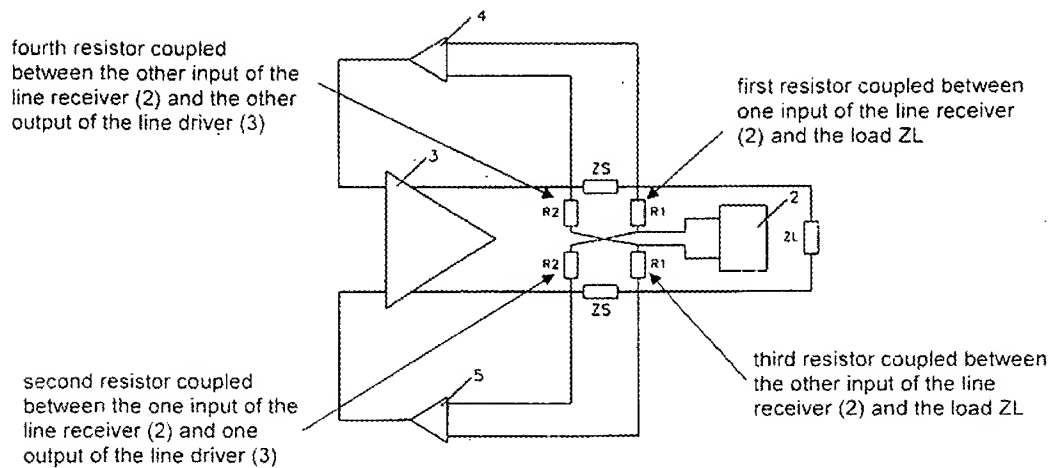 4
fourth resistor coupled
between the other input of the
line receiver (2) and the other
output of the line driver (3)
first resistor coupled between
one input of the line receiver
(2) and the load ZL
3
ZS
R2
R1
2
ZL
R2
R1
ZS
second resistor coupled
between the one input of the
line receiver (2) and one
output of the line driver (3)
5
third resistor coupled between
the other input of the line
receiver (2) and the load ZL